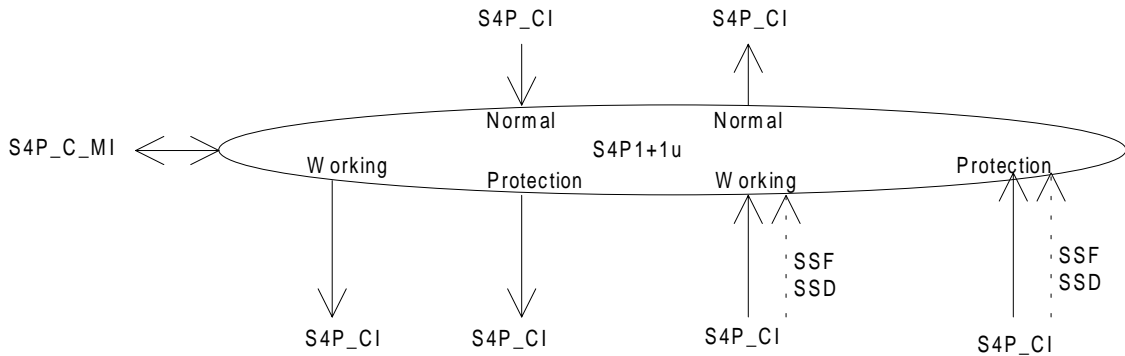 S4P_CI S4P_CI
Normal Normal
S4P_C_MI S4P1+1u
Working Protection Working Protection
SSF SSF
SSD SSD
S4P_CI S4P_CI S4P_CI S4P_CI